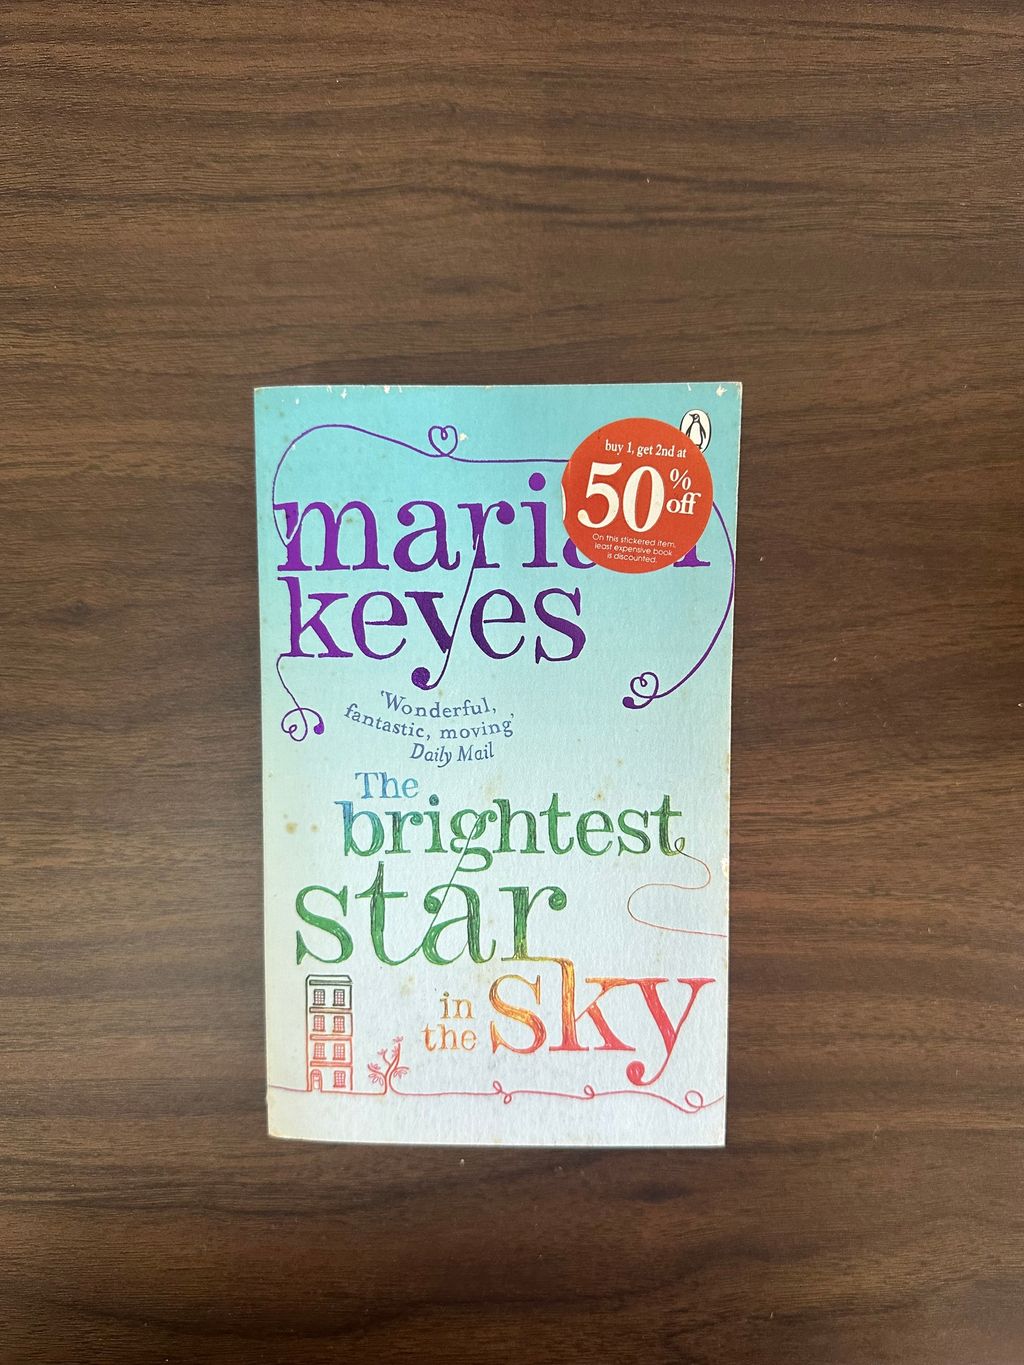 buy 1, get 2nd at
50% off
On this stickered item,
least expensive book
is discounted.
marian
keyes
'Wonderful,
fantastic, moving'
Daily Mail
The
brightest
star
in the sky